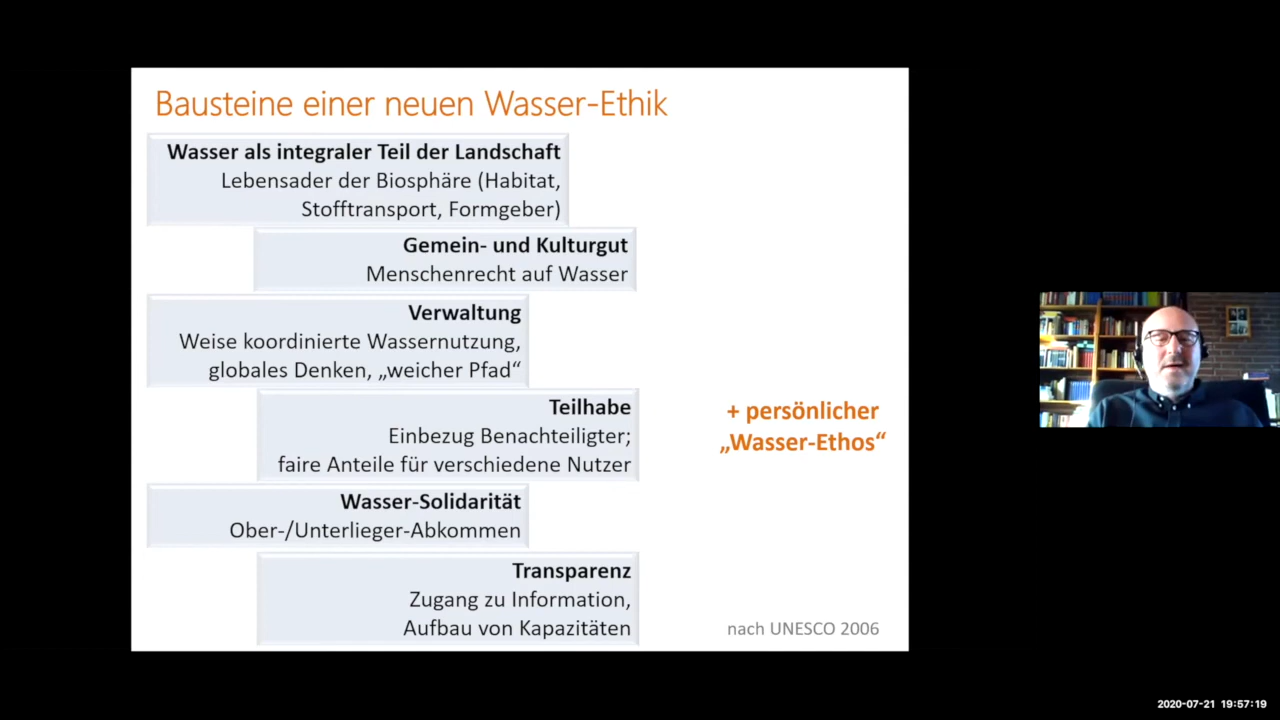 Bausteine einer neuen Wasser-Ethik
Wasser als integraler Teil der Landschaft
Lebensader der Biosphäre (Habitat,
Stofftransport, Formgeber)
Gemein- und Kulturgut
Menschenrecht auf Wasser
Verwaltung
Weise koordinierte Wassernutzung,
globales Denken, „weicher Pfad“
Teilhabe
Einbezug Benachteiligter;
faire Anteile für verschiedene Nutzer
Wasser-Solidarität
Ober-/Unterlieger-Abkommen
Transparenz
Zugang zu Information,
Aufbau von Kapazitäten
+ persönlicher
„Wasser-Ethos“
nach UNESCO 2006
2020-07-21 19:57:19